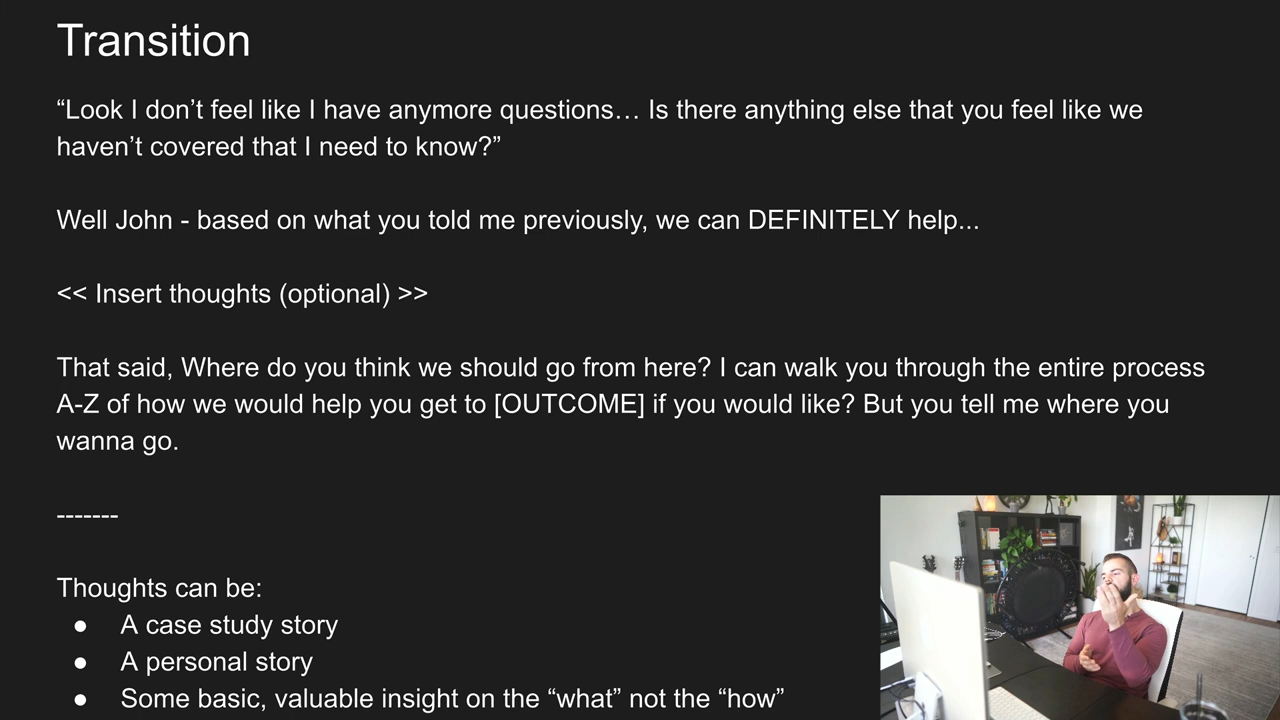 Transition
“Look I don’t feel like I have anymore questions… Is there anything else that you feel like we
haven’t covered that I need to know?”
Well John - based on what you told me previously, we can DEFINITELY help...
<< Insert thoughts (optional) >>
That said, Where do you think we should go from here? I can walk you through the entire process
A-Z of how we would help you get to [OUTCOME] if you would like? But you tell me where you
wanna go.
-------
Thoughts can be:
● A case study story
● A personal story
● Some basic, valuable insight on the “what” not the “how”